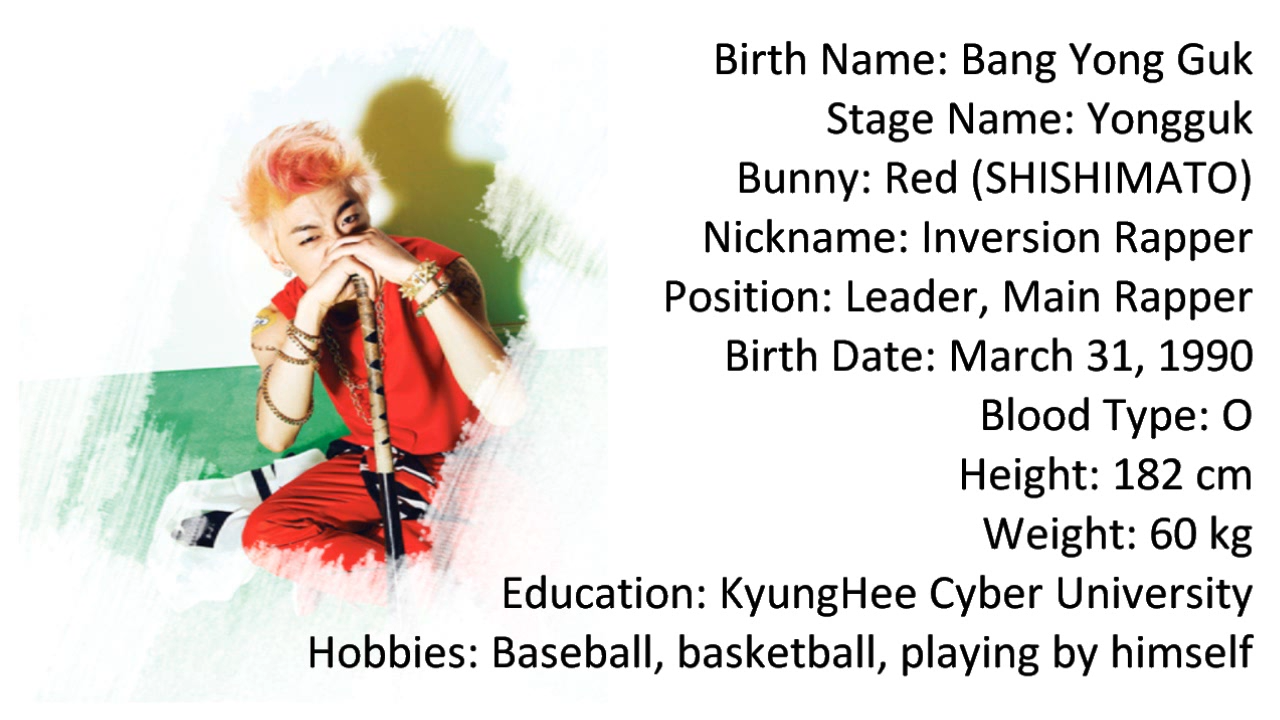 Birth Name: Bang Yong Guk
Stage Name: Yongguk
Bunny: Red (SHISHIMATO)
Nickname: Inversion Rapper
Position: Leader, Main Rapper
Birth Date: March 31, 1990
Blood Type: O
Height: 182 cm
Weight: 60 kg
Education: KyungHee Cyber University
Hobbies: Baseball, basketball, playing by himself